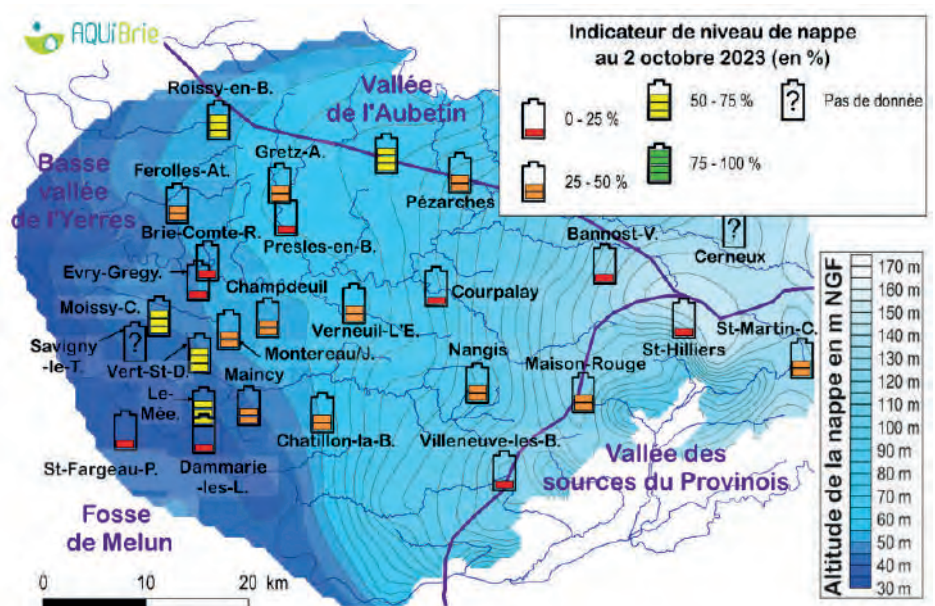 AQUiBrie
Indicateur de niveau de nappe
au 2 octobre 2023 (en %)
0 - 25 %
25 - 50 %
50 - 75 %
75 - 100 %
? Pas de donnée
Roissy-en-B.
Vallée
de l'Aubetin
Basse
vallée
de l'Yerres
Ferolles-At.
Gretz-A.
Pézarches
Brie-Comte-R.
Presles-en-B.
Bannost-V.
?
Cerneux
Evry-Gregy.
Champdeuil
Courpalay
Moissy-C.
Verneuil-L'E.
St-Martin-C.
Savigny
-le-T.
?
Vert-St-D.
Montereau/J.
Nangis
Maison-Rouge
St-Hilliers
Le-
Mée.
Maincy
Chatillon-la-B.
Villeneuve-les-B.
St-Fargeau-P.
Dammarie
-les-L.
Vallée des
sources du Provinois
Fosse
de Melun
0 10 20 km
Altitude de la nappe en m NGF
170 m
150 m
130 m
120 m
110 m
100 m
90 m
80 m
70 m
60 m
50 m
40 m
30 m